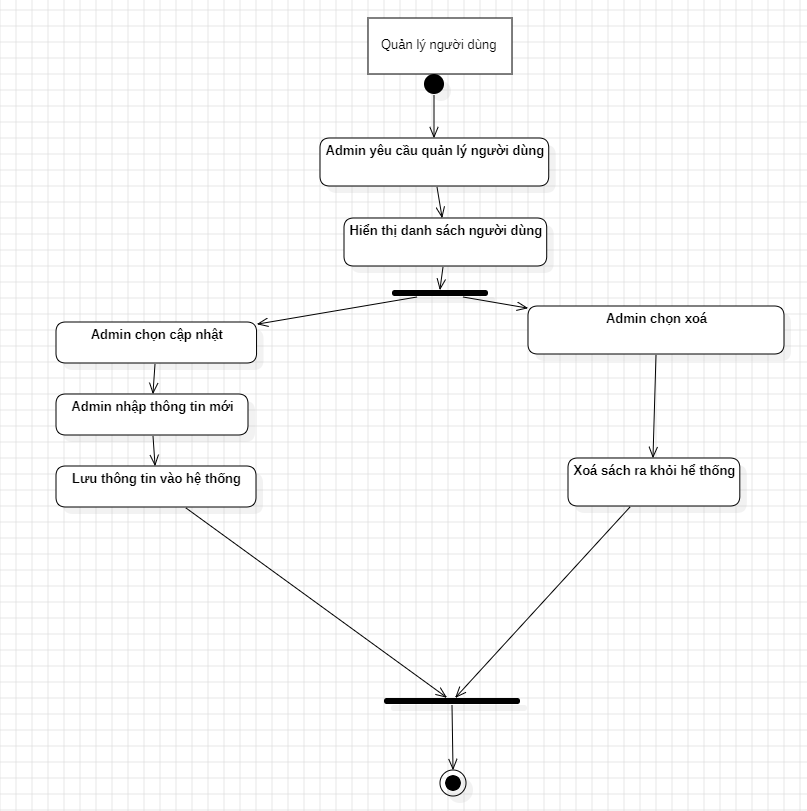 Quản lý người dùng
Admin yêu cầu quản lý người dùng
Hiển thị danh sách người dùng
Admin chọn cập nhật
Admin chọn xoá
Admin nhập thông tin mới
Lưu thông tin vào hệ thống
Xoá sách ra khỏi hể thống